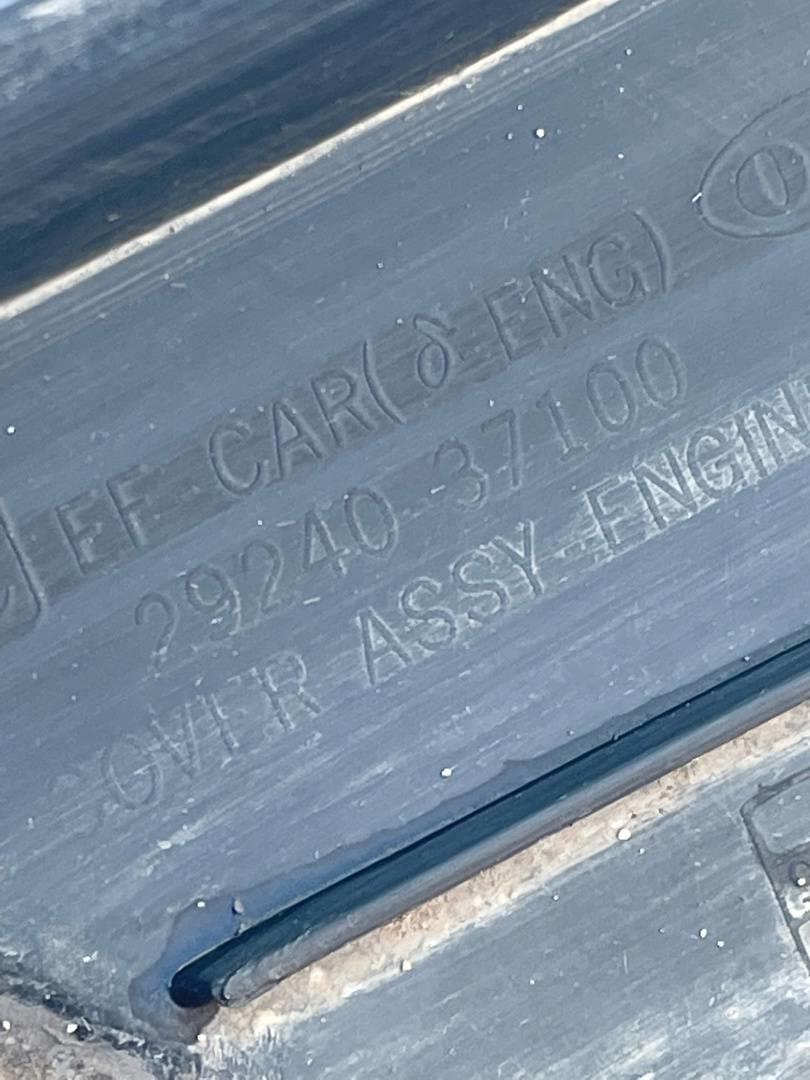 EF CAR(δ ENG)
29240 37100
COVER ASSY ENGIN